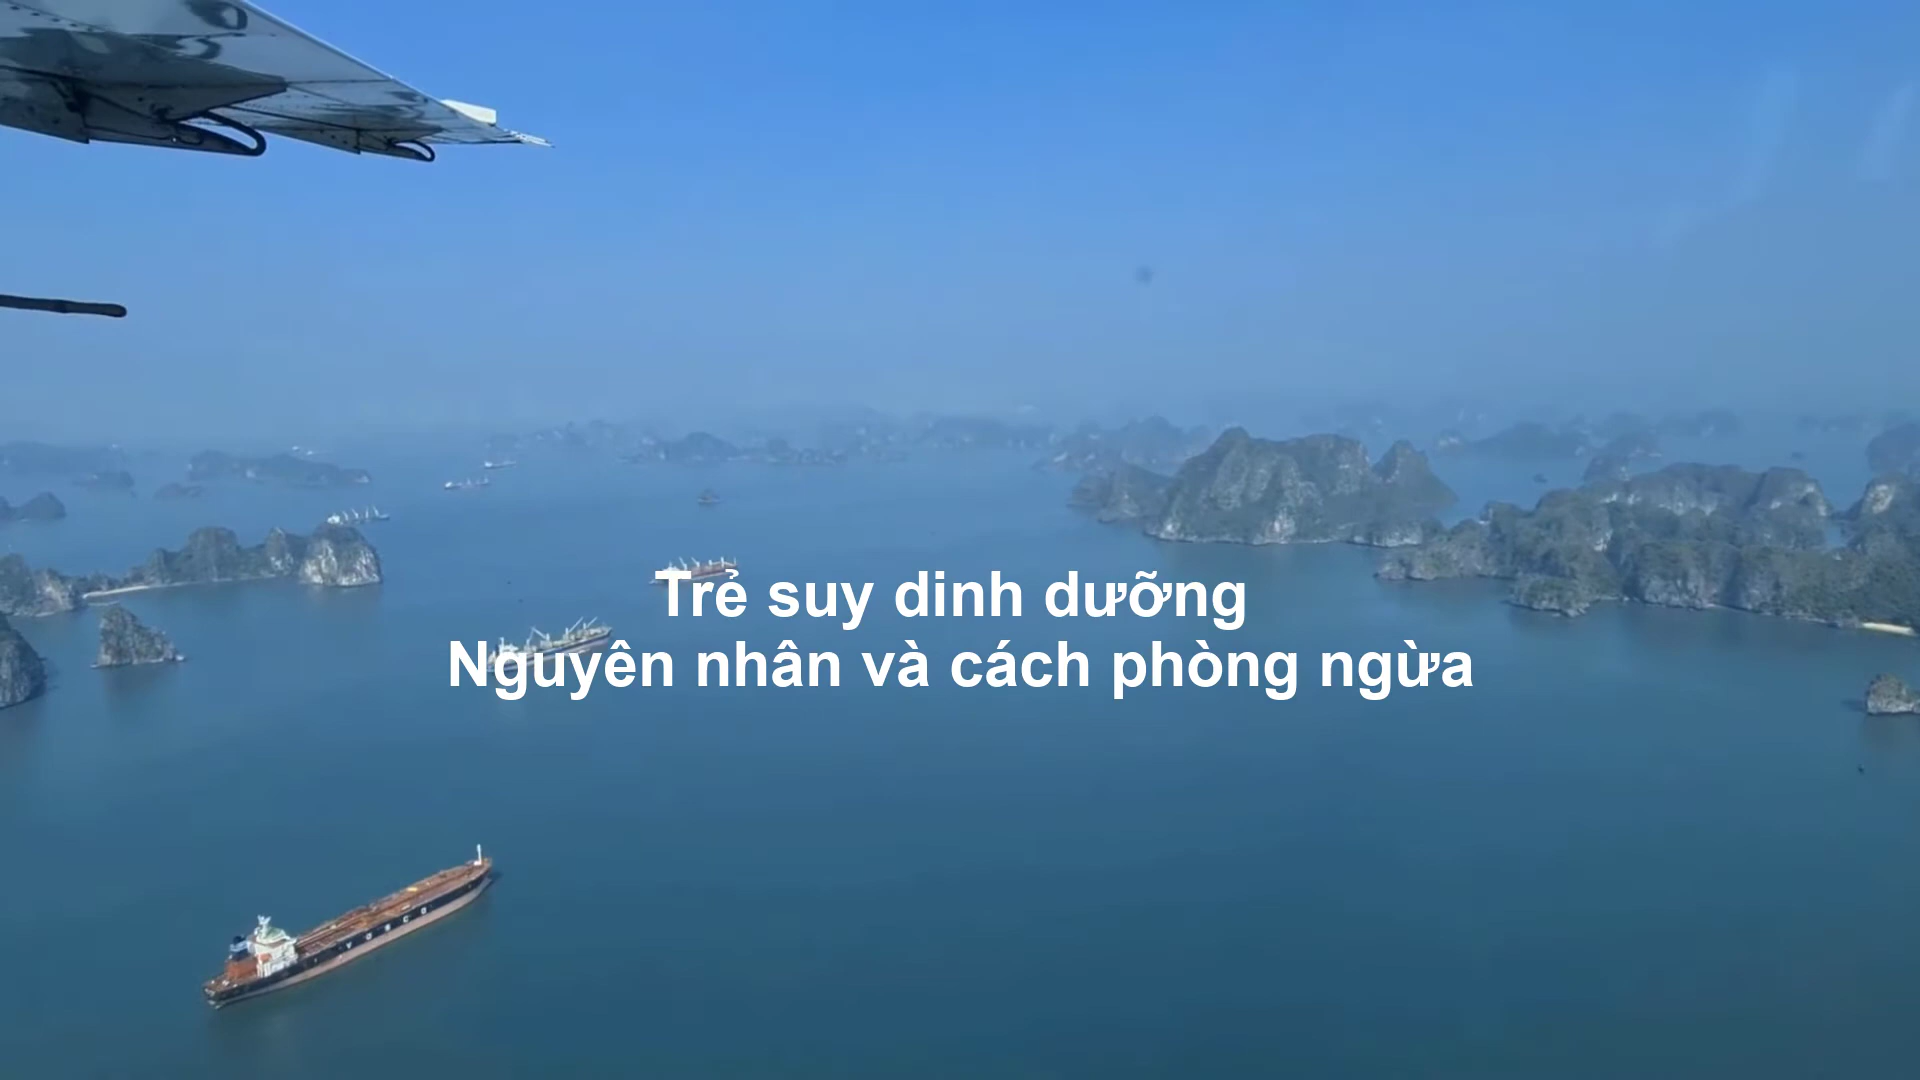 Trẻ suy dinh dưỡng
Nguyên nhân và cách phòng ngừa